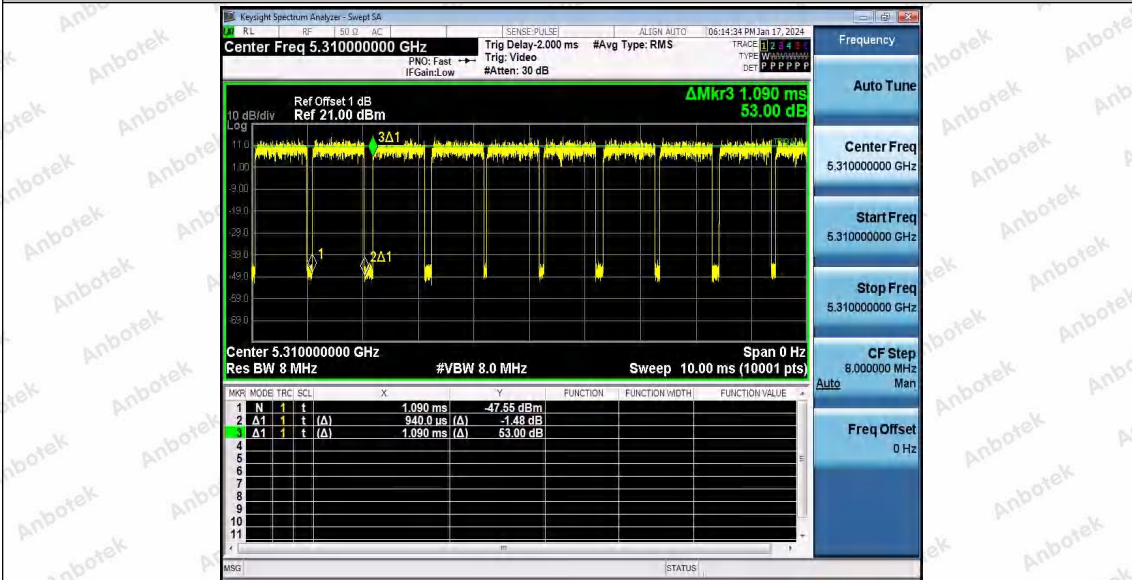 Keysight Spectrum Analyzer - Swept SA
RL RF 50 Ω AC SENSE:PULSE ALIGN AUTO 06:14:34 PM Jan 17, 2024
Center Freq 5.310000000 GHz
PNO: Fast
IFGain:Low
Trig Delay-2.000 ms
Trig: Video
#Atten: 30 dB
#Avg Type: RMS
TRACE 1 2 3 4 5 6
TYPE W
DET P P P P P P
Frequency
Auto Tune
Center Freq
5.310000000 GHz
Start Freq
5.310000000 GHz
Stop Freq
5.310000000 GHz
CF Step
8.000000 MHz
Auto Man
Freq Offset
0 Hz
ΔMkr3 1.090 ms
53.00 dB
Ref Offset 1 dB
10 dB/div Ref 21.00 dBm
Log
11.0
1.00
-9.00
-19.0
-29.0
-39.0
-49.0
-59.0
-69.0
3Δ1
1
2Δ1
Center 5.310000000 GHz Span 0 Hz
Res BW 8 MHz #VBW 8.0 MHz Sweep 10.00 ms (10001 pts)
MKR MODE TRC SCL X Y FUNCTION FUNCTION WIDTH FUNCTION VALUE
1 N 1 t 1.090 ms -47.55 dBm
2 Δ1 1 t (Δ) 940.0 µs (Δ) -1.48 dB
3 Δ1 1 t (Δ) 1.090 ms (Δ) 53.00 dB
4
5
6
7
8
9
10
11
MSG STATUS
Anbotek